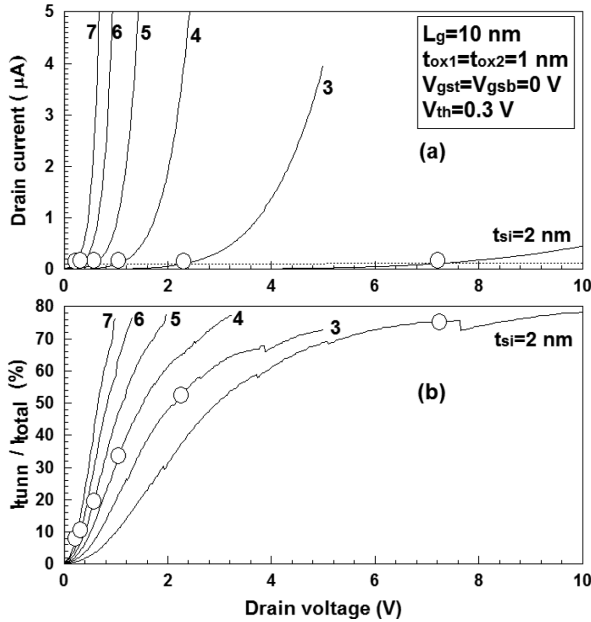 Drain current ( μA)
5
4
3
2
1
0
7 6 5 4
3
Lg=10 nm
tox1=tox2=1 nm
Vgst=Vgsb=0 V
Vth=0.3 V
(a)
tsi=2 nm
Itunn / Itotal (%)
80
70
60
50
40
30
20
10
0
7 6 5 4
3
tsi=2 nm
(b)
0 2 4 6 8 10
Drain voltage (V)